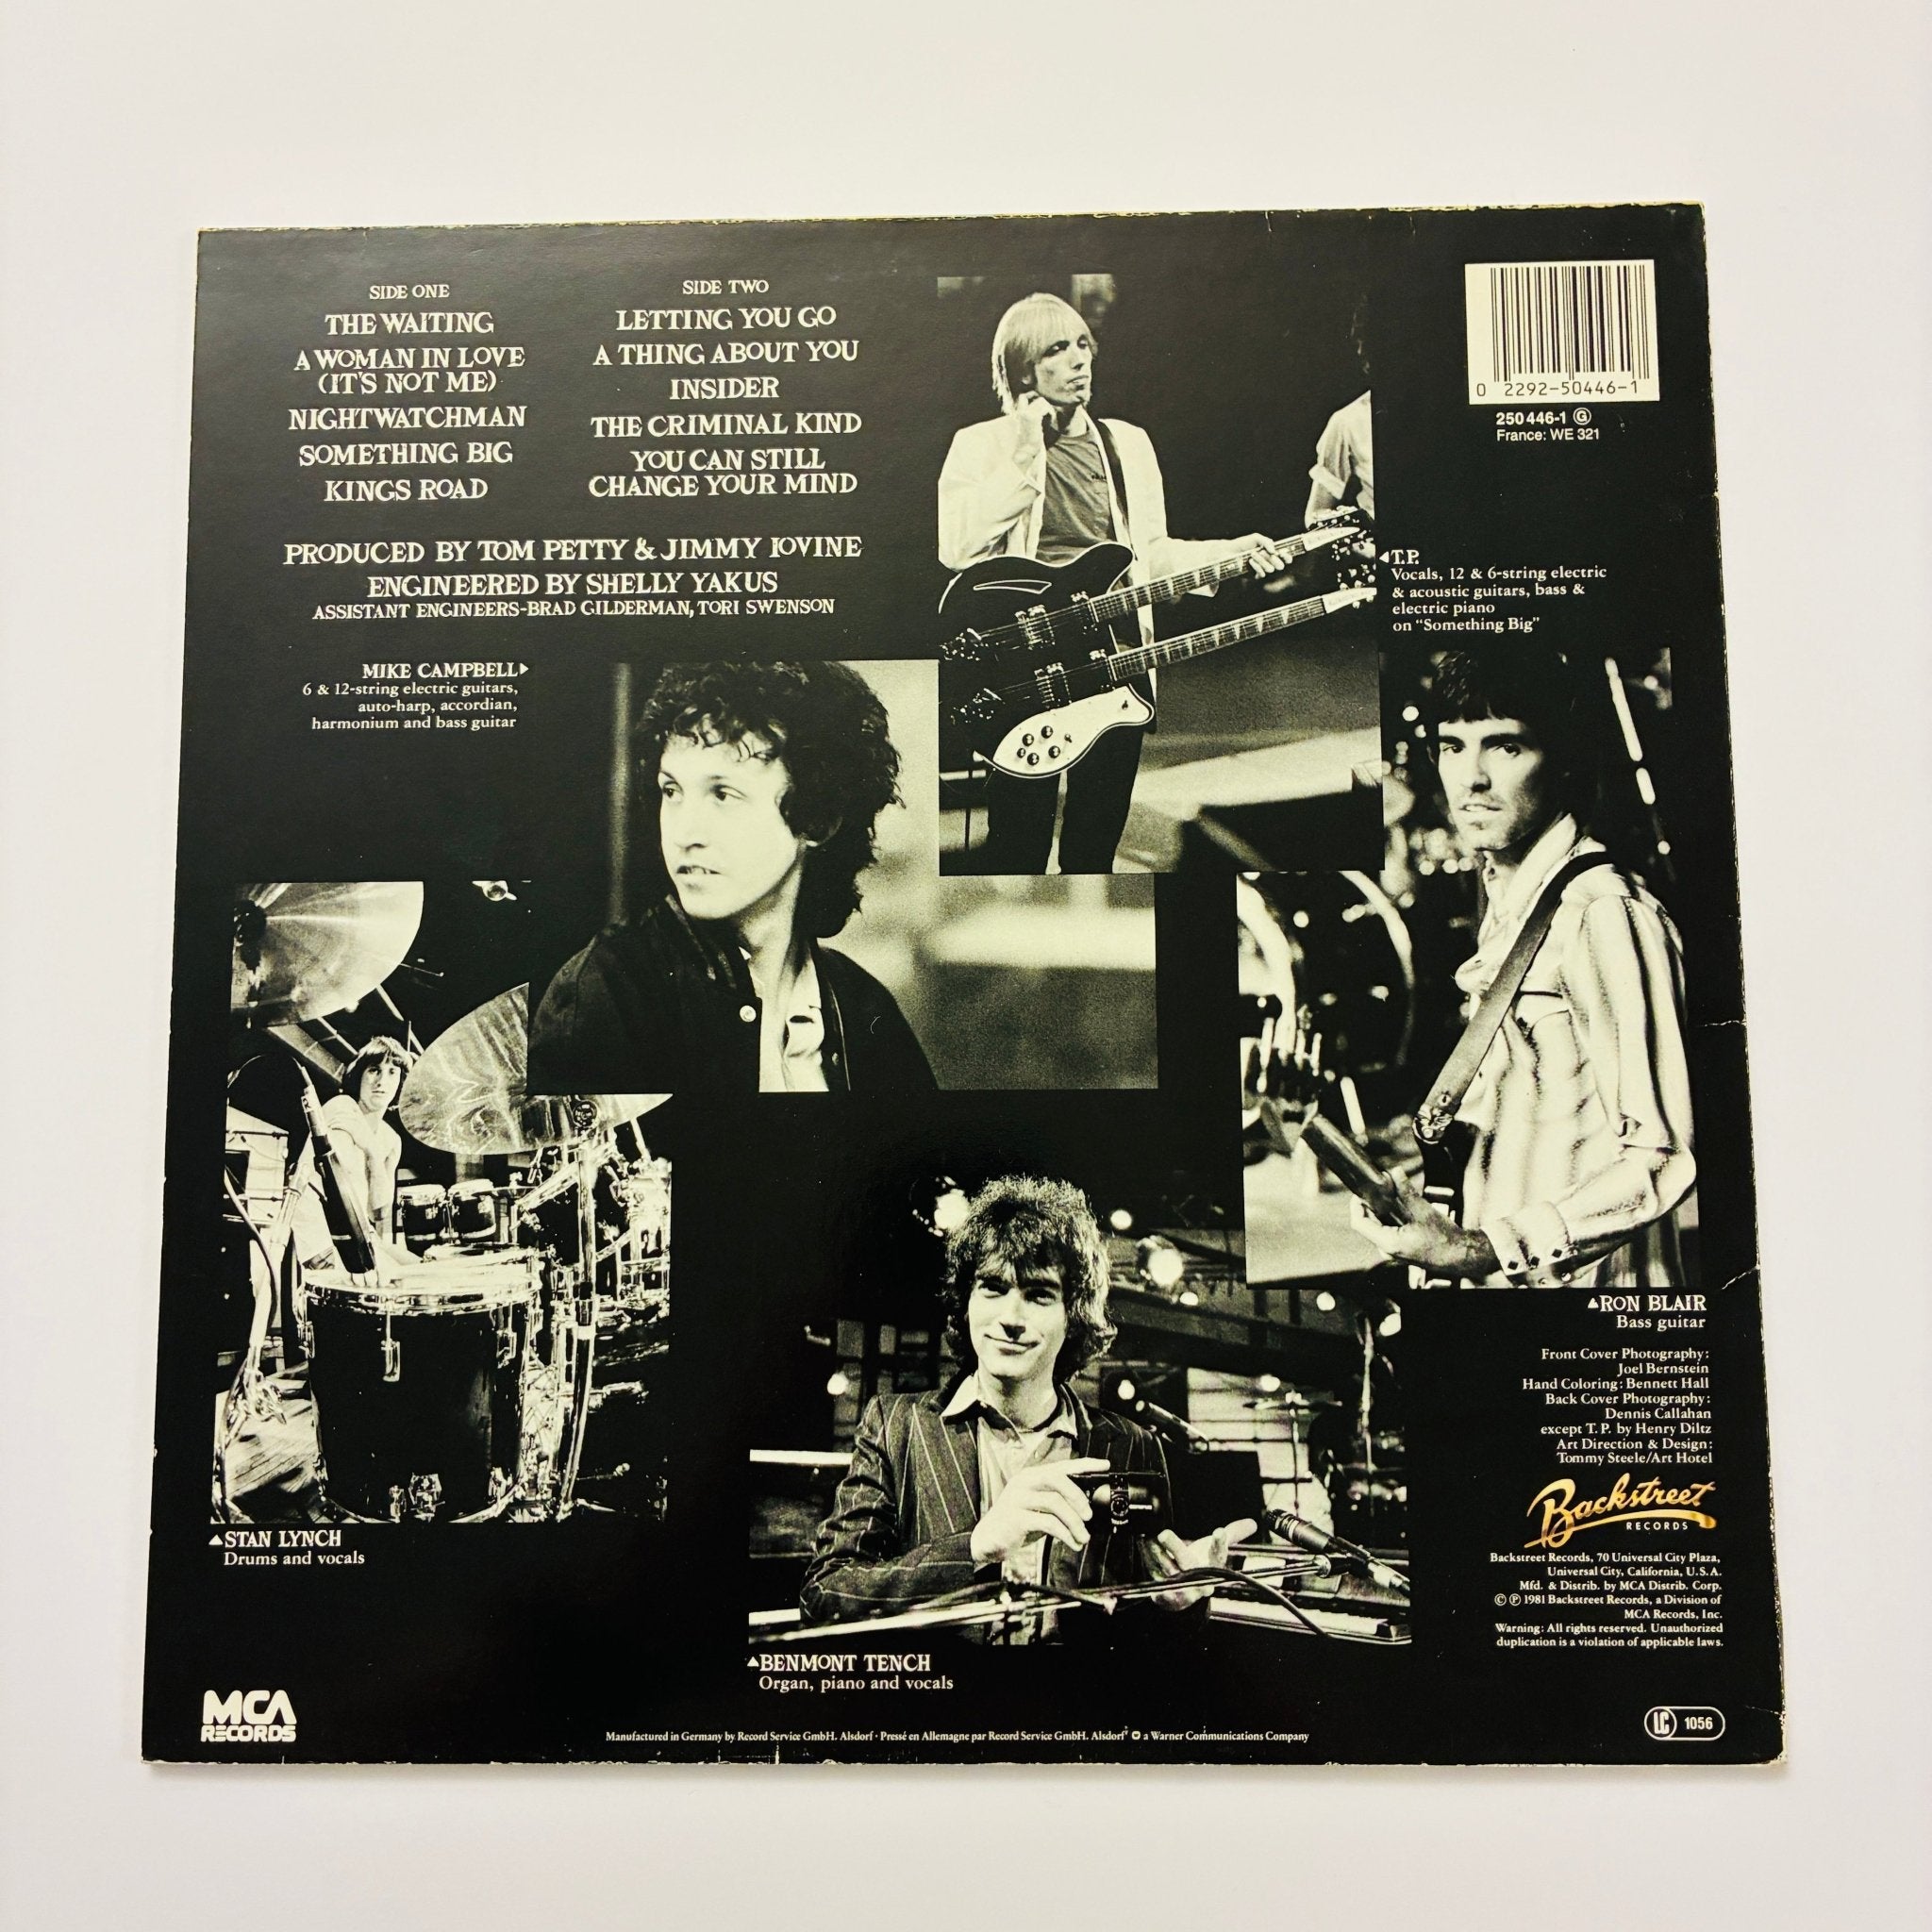 SIDE ONE
THE WAITING
A WOMAN IN LOVE
(IT'S NOT ME)
NIGHTWATCHMAN
SOMETHING BIG
KINGS ROAD
SIDE TWO
LETTING YOU GO
A THING ABOUT YOU
INSIDER
THE CRIMINAL KIND
YOU CAN STILL
CHANGE YOUR MIND
PRODUCED BY TOM PETTY & JIMMY IOVINE
ENGINEERED BY SHELLY YAKUS
ASSISTANT ENGINEERS-BRAD GILDERMAN, TORI SWENSON
0 2292-50446-1
250 446-1 Ⓖ
France: WE 321
T.P.
Vocals, 12 & 6-string electric
& acoustic guitars, bass &
electric piano
on “Something Big”
MIKE CAMPBELL
6 & 12-string electric guitars,
auto-harp, accordian,
harmonium and bass guitar
RON BLAIR
Bass guitar
STAN LYNCH
Drums and vocals
BENMONT TENCH
Organ, piano and vocals
Front Cover Photography:
Joel Bernstein
Hand Coloring: Bennett Hall
Back Cover Photography:
Dennis Callahan
except T. P. by Henry Diltz
Art Direction & Design:
Tommy Steele/Art Hotel
Backstreet
RECORDS
Backstreet Records, 70 Universal City Plaza,
Universal City, California, U.S.A.
Mfd. & Distrib. by MCA Distrib. Corp.
© ℗ 1981 Backstreet Records, a Division of
MCA Records, Inc.
Warning: All rights reserved. Unauthorized
duplication is a violation of applicable laws.
MCA
RECORDS
Manufactured in Germany by Record Service GmbH. Alsdorf · Pressé en Allemagne par Record Service GmbH. Alsdorf · a Warner Communications Company
LC 1056